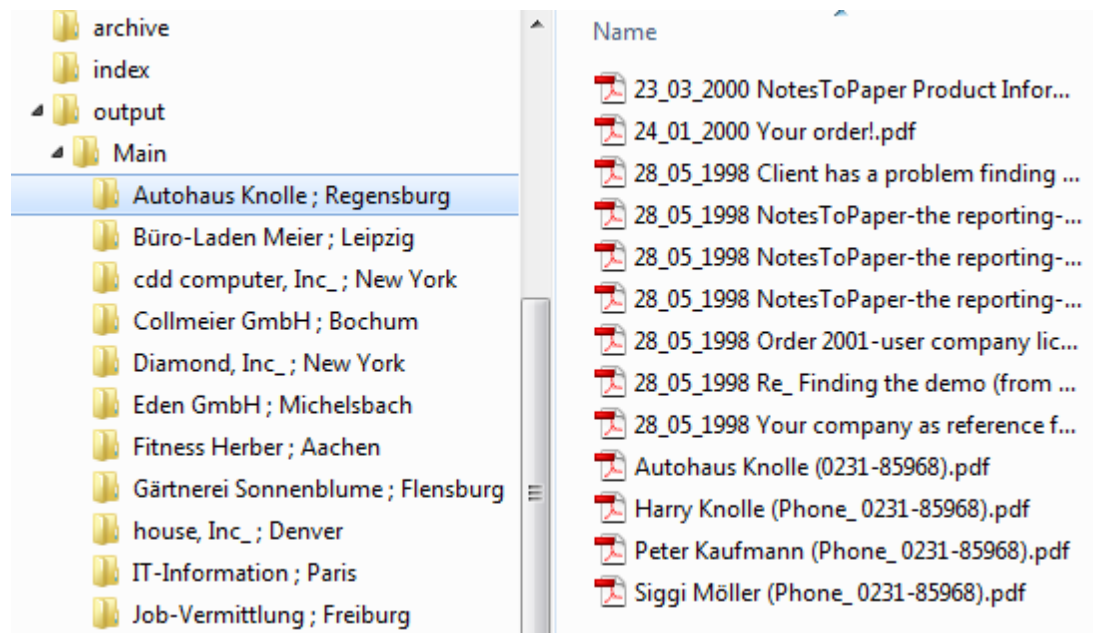 archive
index
output
Main
Autohaus Knolle ; Regensburg
Büro-Laden Meier ; Leipzig
cdd computer, Inc_ ; New York
Collmeier GmbH ; Bochum
Diamond, Inc_ ; New York
Eden GmbH ; Michelsbach
Fitness Herber ; Aachen
Gärtnerei Sonnenblume ; Flensburg
house, Inc_ ; Denver
IT-Information ; Paris
Job-Vermittlung ; Freiburg
Name
23_03_2000 NotesToPaper Product Infor...
24_01_2000 Your order!.pdf
28_05_1998 Client has a problem finding ...
28_05_1998 NotesToPaper-the reporting-...
28_05_1998 NotesToPaper-the reporting-...
28_05_1998 NotesToPaper-the reporting-...
28_05_1998 Order 2001-user company lic...
28_05_1998 Re_ Finding the demo (from ...
28_05_1998 Your company as reference f...
Autohaus Knolle (0231-85968).pdf
Harry Knolle (Phone_ 0231-85968).pdf
Peter Kaufmann (Phone_ 0231-85968).pdf
Siggi Möller (Phone_ 0231-85968).pdf